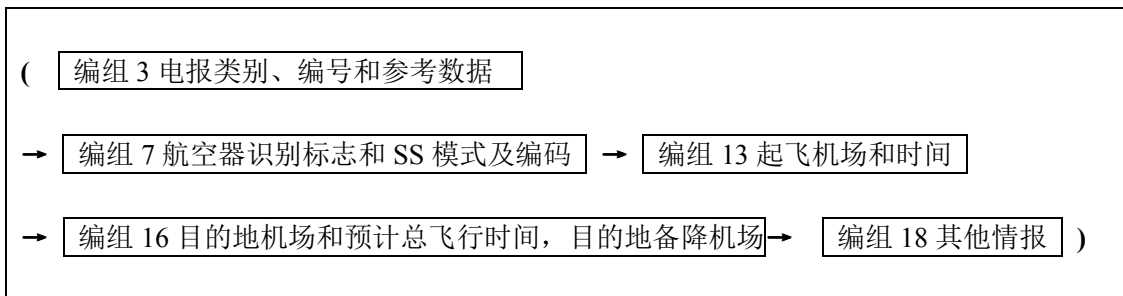 ( 编组 3 电报类别、编号和参考数据
→ 编组 7 航空器识别标志和 SS 模式及编码 → 编组 13 起飞机场和时间
→ 编组 16 目的地机场和预计总飞行时间，目的地备降机场→ 编组 18 其他情报 )